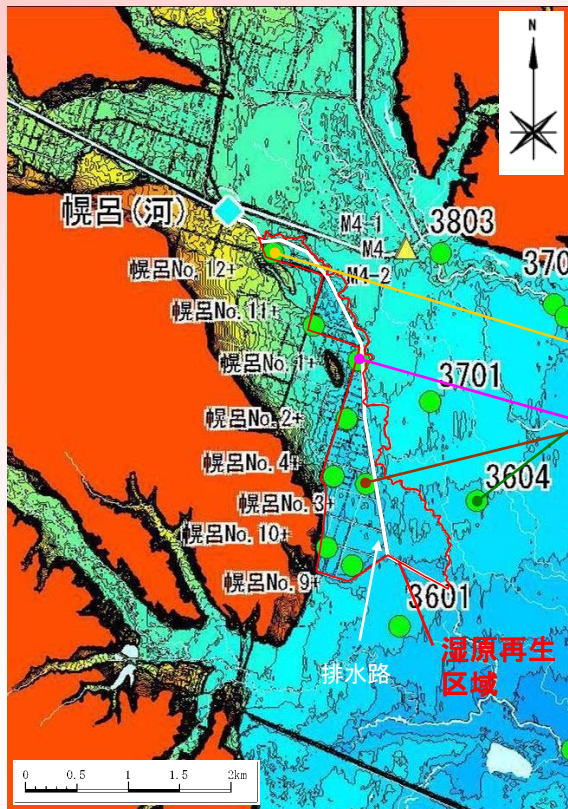 N
幌呂(河)
M4-1
M4
3803
幌呂No. 12+
M4-2
370
幌呂No. 11+
幌呂No. 1+
3701
幌呂No. 2+
幌呂No. 4+
3604
幌呂No. 3+
幌呂No. 10+
幌呂No. 9+
3601
湿原再生
区域
排水路
0 0.5 1 1.5 2km